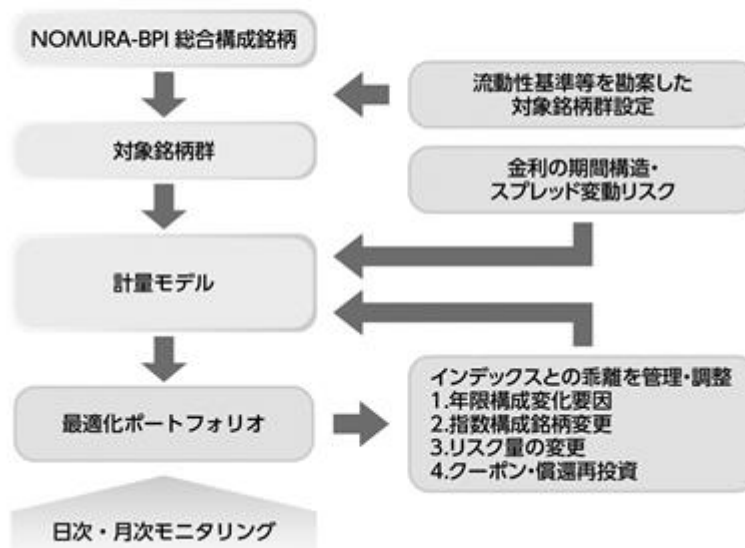 NOMURA-BPI 総合構成銘柄
流動性基準等を勘案した
対象銘柄群設定
対象銘柄群
金利の期間構造・
スプレッド変動リスク
計量モデル
最適化ポートフォリオ
インデックスとの乖離を管理・調整
1.年限構成変化要因
2.指数構成銘柄変更
3.リスク量の変更
4.クーポン・償還再投資
日次・月次モニタリング